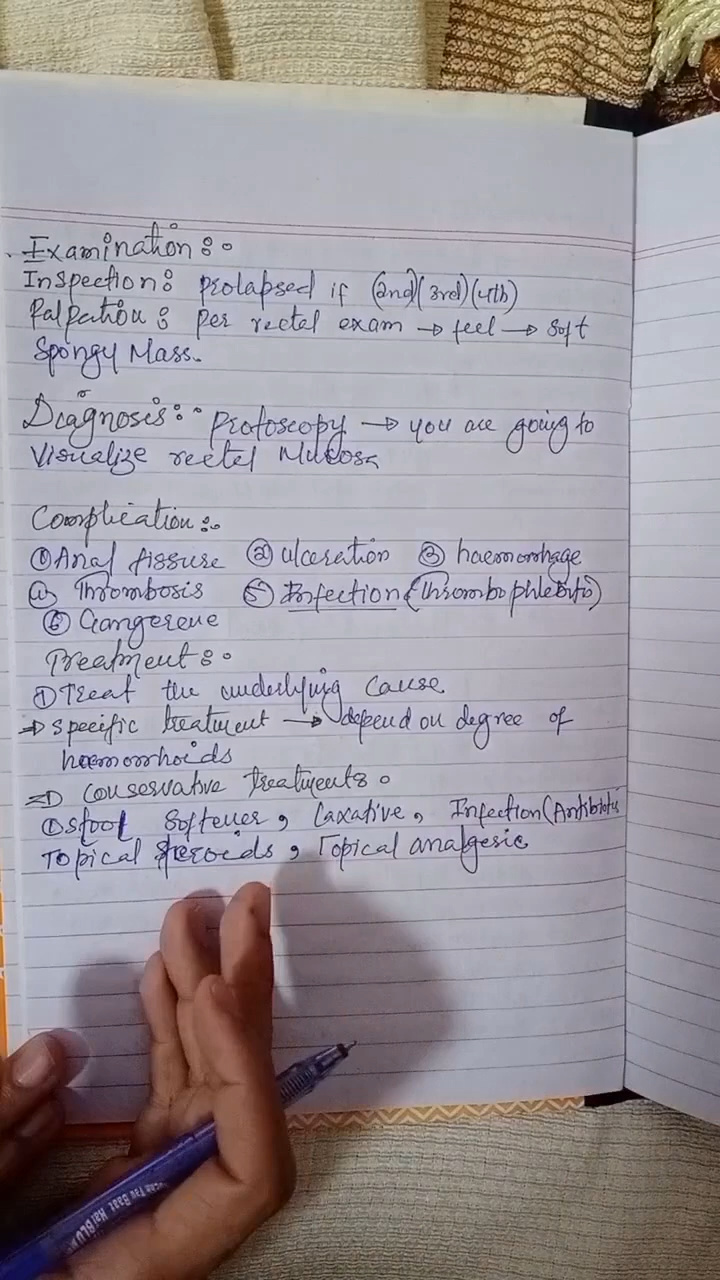 Examination :-
Inspection : prolapsed if (2nd) (3rd) (4th)
Palpation : per rectal exam → feel → soft
Spongy Mass.
Diagnosis :- Protoscopy → you are going to
Visualize rectel Mucosa
Complication :-
① Anal fissure ② ulceration ③ haemorrhage
④ Thrombosis ⑤ Infection (Thrombophlebitis)
⑥ Gangerene
Treatment :-
① Treat the underlying cause
⇒ specific treatment → depend on degree of
haemorrhoids
⇒ Conservative treatment :-
① stool softener, Laxative, Infection (Antibiotis
Topical steroids, Topical analgesic